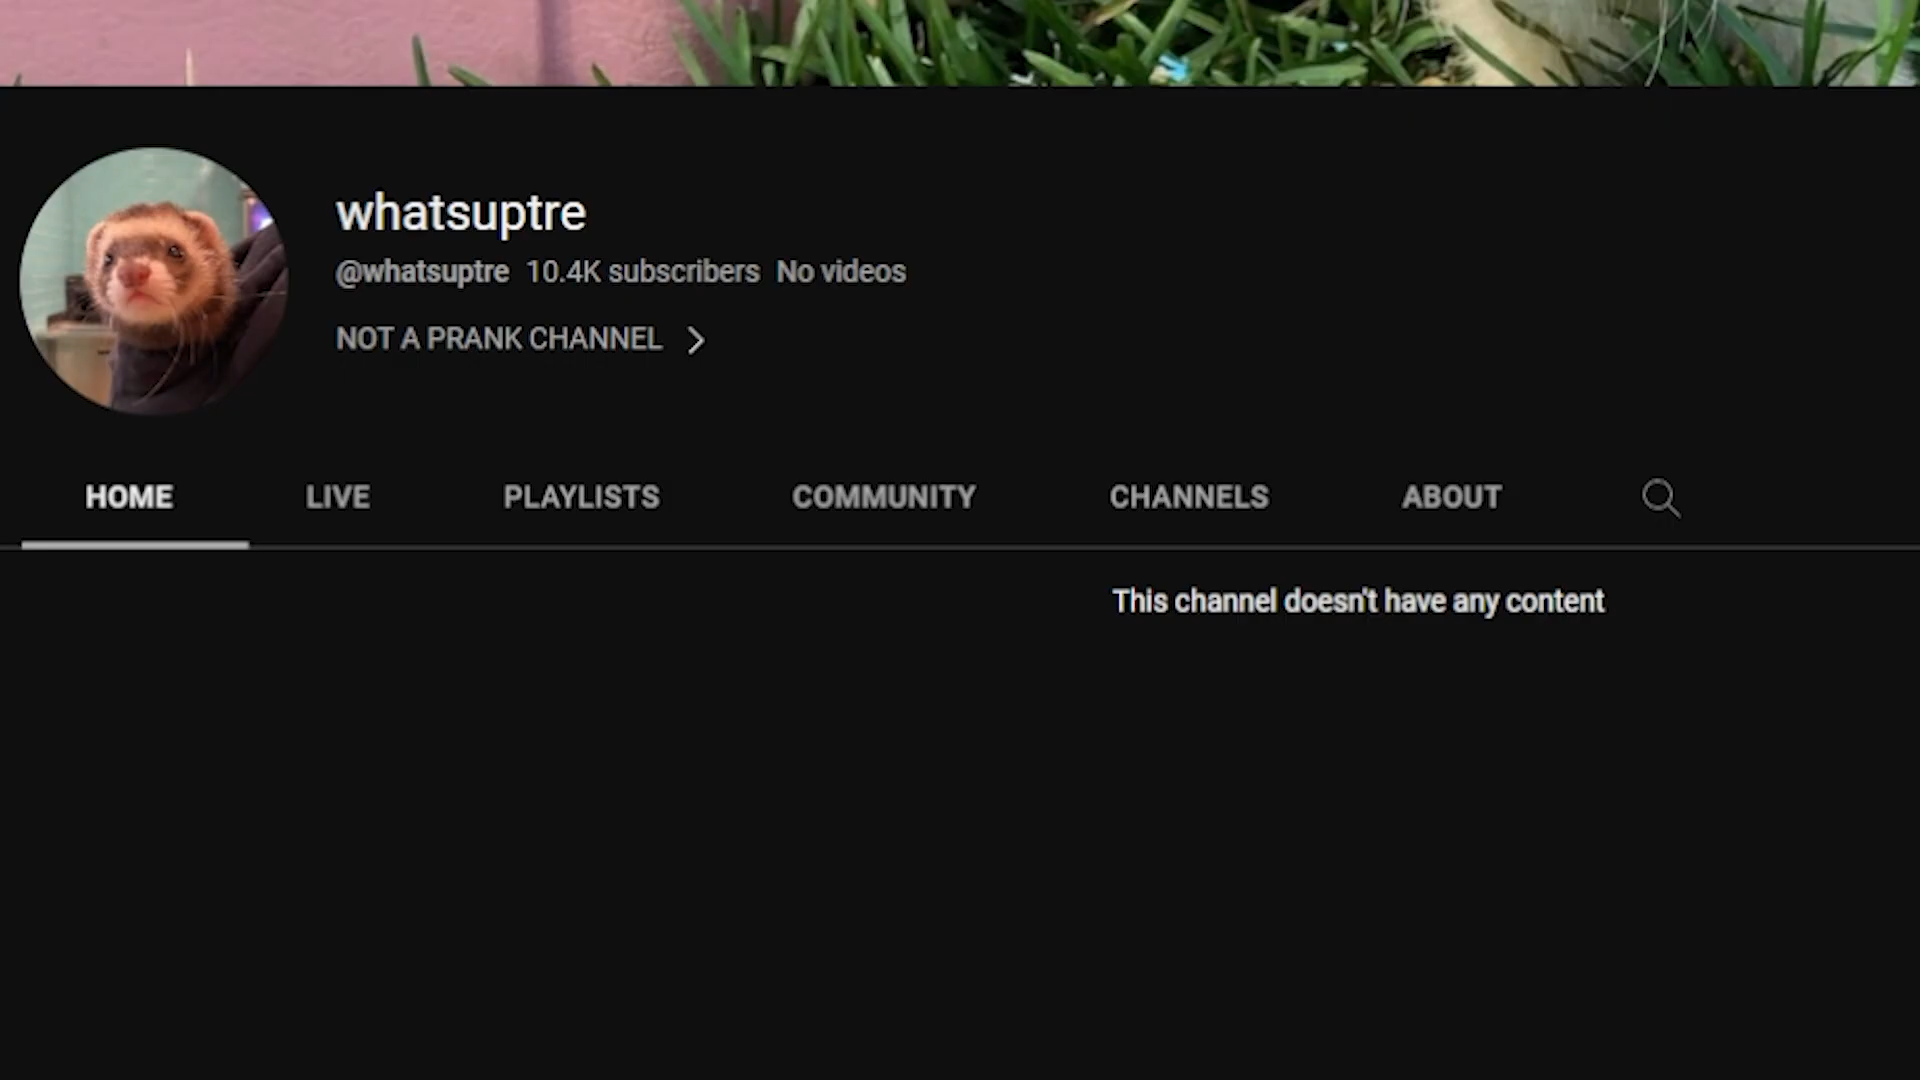 whatsuptre
@whatsuptre 10.4K subscribers No videos
NOT A PRANK CHANNEL
HOME LIVE PLAYLISTS COMMUNITY CHANNELS ABOUT
This channel doesn't have any content